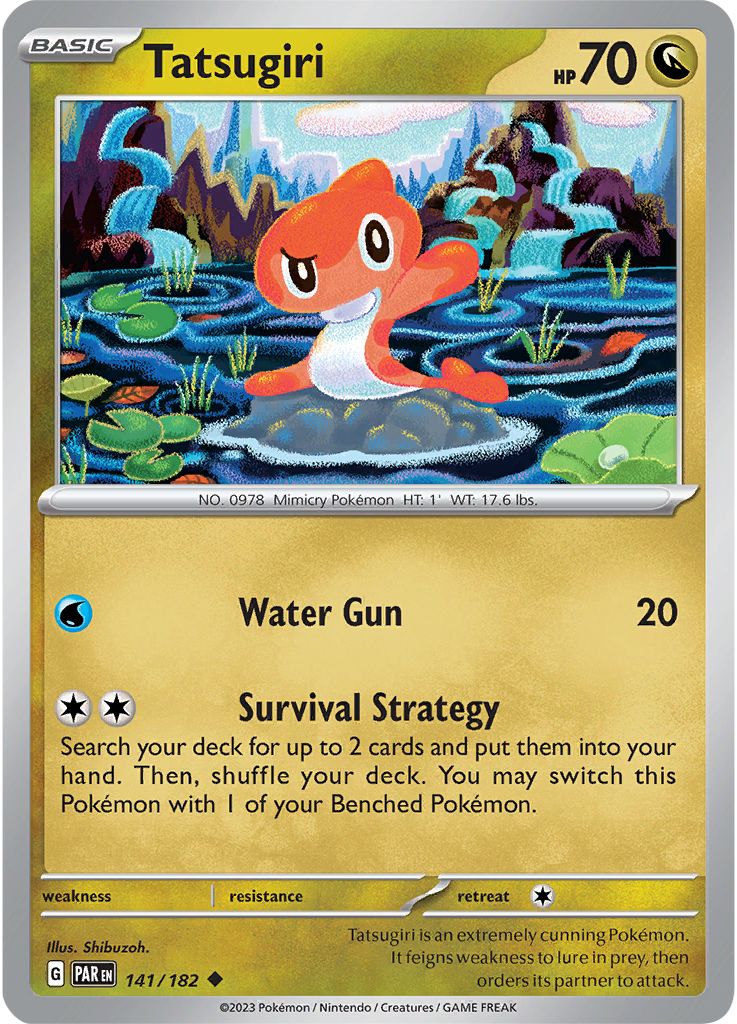 BASIC
Tatsugiri
HP 70
NO. 0978 Mimicry Pokémon HT: 1' WT: 17.6 lbs.
Water Gun 20
Survival Strategy
Search your deck for up to 2 cards and put them into your
hand. Then, shuffle your deck. You may switch this
Pokémon with 1 of your Benched Pokémon.
weakness resistance retreat
Illus. Shibuzoh.
Tatsugiri is an extremely cunning Pokémon.
It feigns weakness to lure in prey, then
orders its partner to attack.
G PAR EN 141/182
©2023 Pokémon / Nintendo / Creatures / GAME FREAK